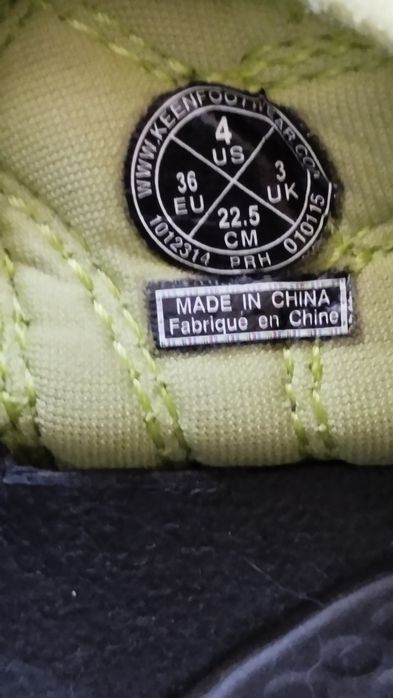 WWW.KEENFOOTWEAR.COM
4
US
36
EU
3
UK
22.5
CM
1012314 PRH 010115
MADE IN CHINA
Fabriqué en Chine